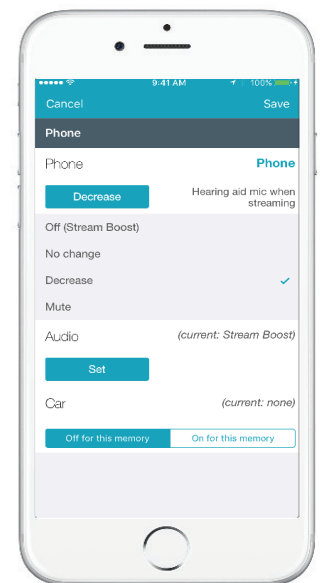 9:41 AM 100%
Cancel Save
Phone
Phone Phone
Decrease Hearing aid mic when
streaming
Off (Stream Boost)
No change
Decrease
Mute
Audio (current: Stream Boost)
Set
Car (current: none)
Off for this memory On for this memory